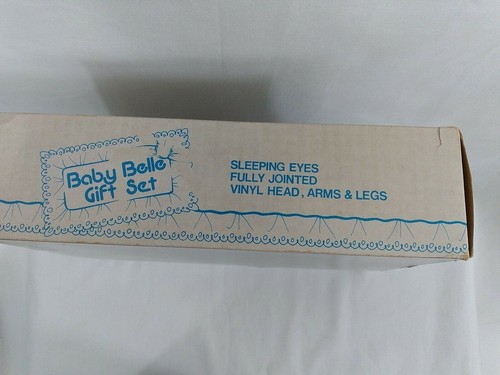 Baby Belle
Gift Set
SLEEPING EYES
FULLY JOINTED
VINYL HEAD, ARMS & LEGS